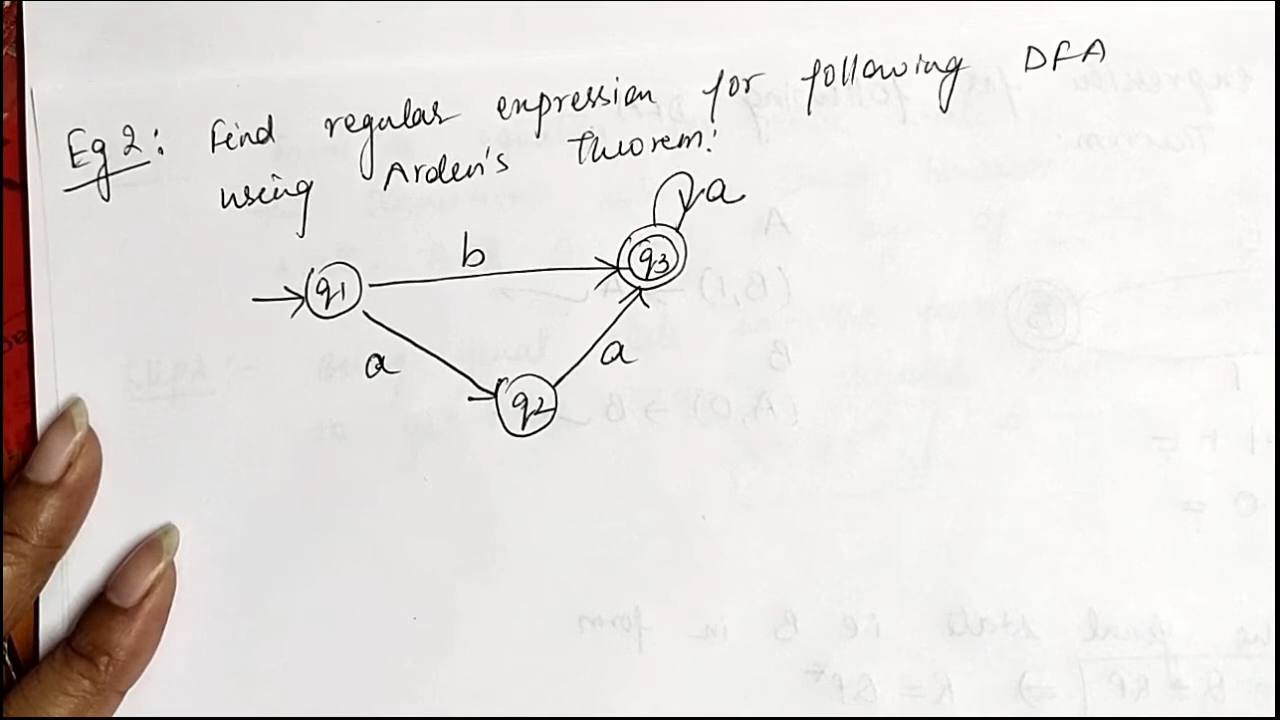 Eg 2: Find regular expression for following DFA
using Arden's theorem:
a
b
q1
q3
a
a
q2